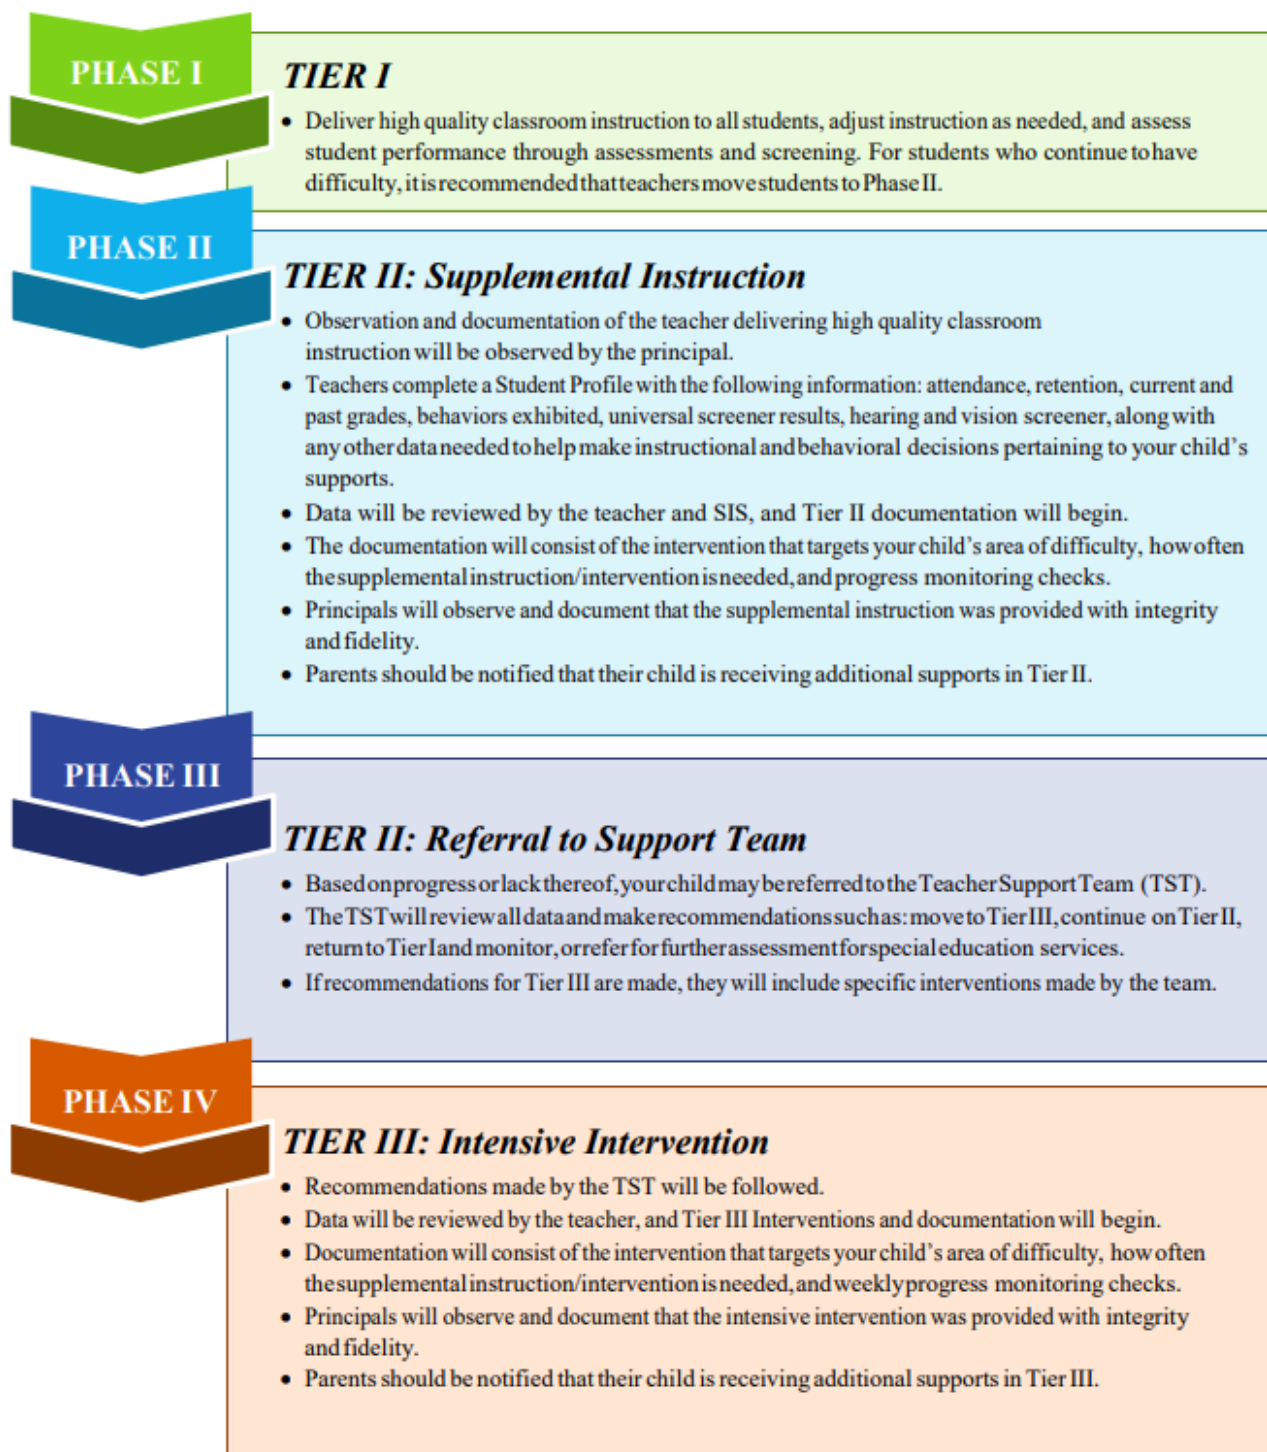 PHASE I
TIER I
• Deliver high quality classroom instruction to all students, adjust instruction as needed, and assess
student performance through assessments and screening. For students who continue to have
difficulty, it is recommended that teachers move students to Phase II.
PHASE II
TIER II: Supplemental Instruction
• Observation and documentation of the teacher delivering high quality classroom
instruction will be observed by the principal.
• Teachers complete a Student Profile with the following information: attendance, retention, current and
past grades, behaviors exhibited, universal screener results, hearing and vision screener, along with
any other data needed to help make instructional and behavioral decisions pertaining to your child's
supports.
• Data will be reviewed by the teacher and SIS, and Tier II documentation will begin.
• The documentation will consist of the intervention that targets your child's area of difficulty, how often
the supplemental instruction/intervention is needed, and progress monitoring checks.
• Principals will observe and document that the supplemental instruction was provided with integrity
and fidelity.
• Parents should be notified that their child is receiving additional supports in Tier II.
PHASE III
TIER II: Referral to Support Team
• Based on progress or lack thereof, your child may be referred to the Teacher Support Team (TST).
• The TST will review all data and make recommendations such as: move to Tier III, continue on Tier II,
return to Tier I and monitor, or refer for further assessment for special education services.
• If recommendations for Tier III are made, they will include specific interventions made by the team.
PHASE IV
TIER III: Intensive Intervention
• Recommendations made by the TST will be followed.
• Data will be reviewed by the teacher, and Tier III Interventions and documentation will begin.
• Documentation will consist of the intervention that targets your child's area of difficulty, how often
the supplemental instruction/intervention is needed, and weekly progress monitoring checks.
• Principals will observe and document that the intensive intervention was provided with integrity
and fidelity.
• Parents should be notified that their child is receiving additional supports in Tier III.